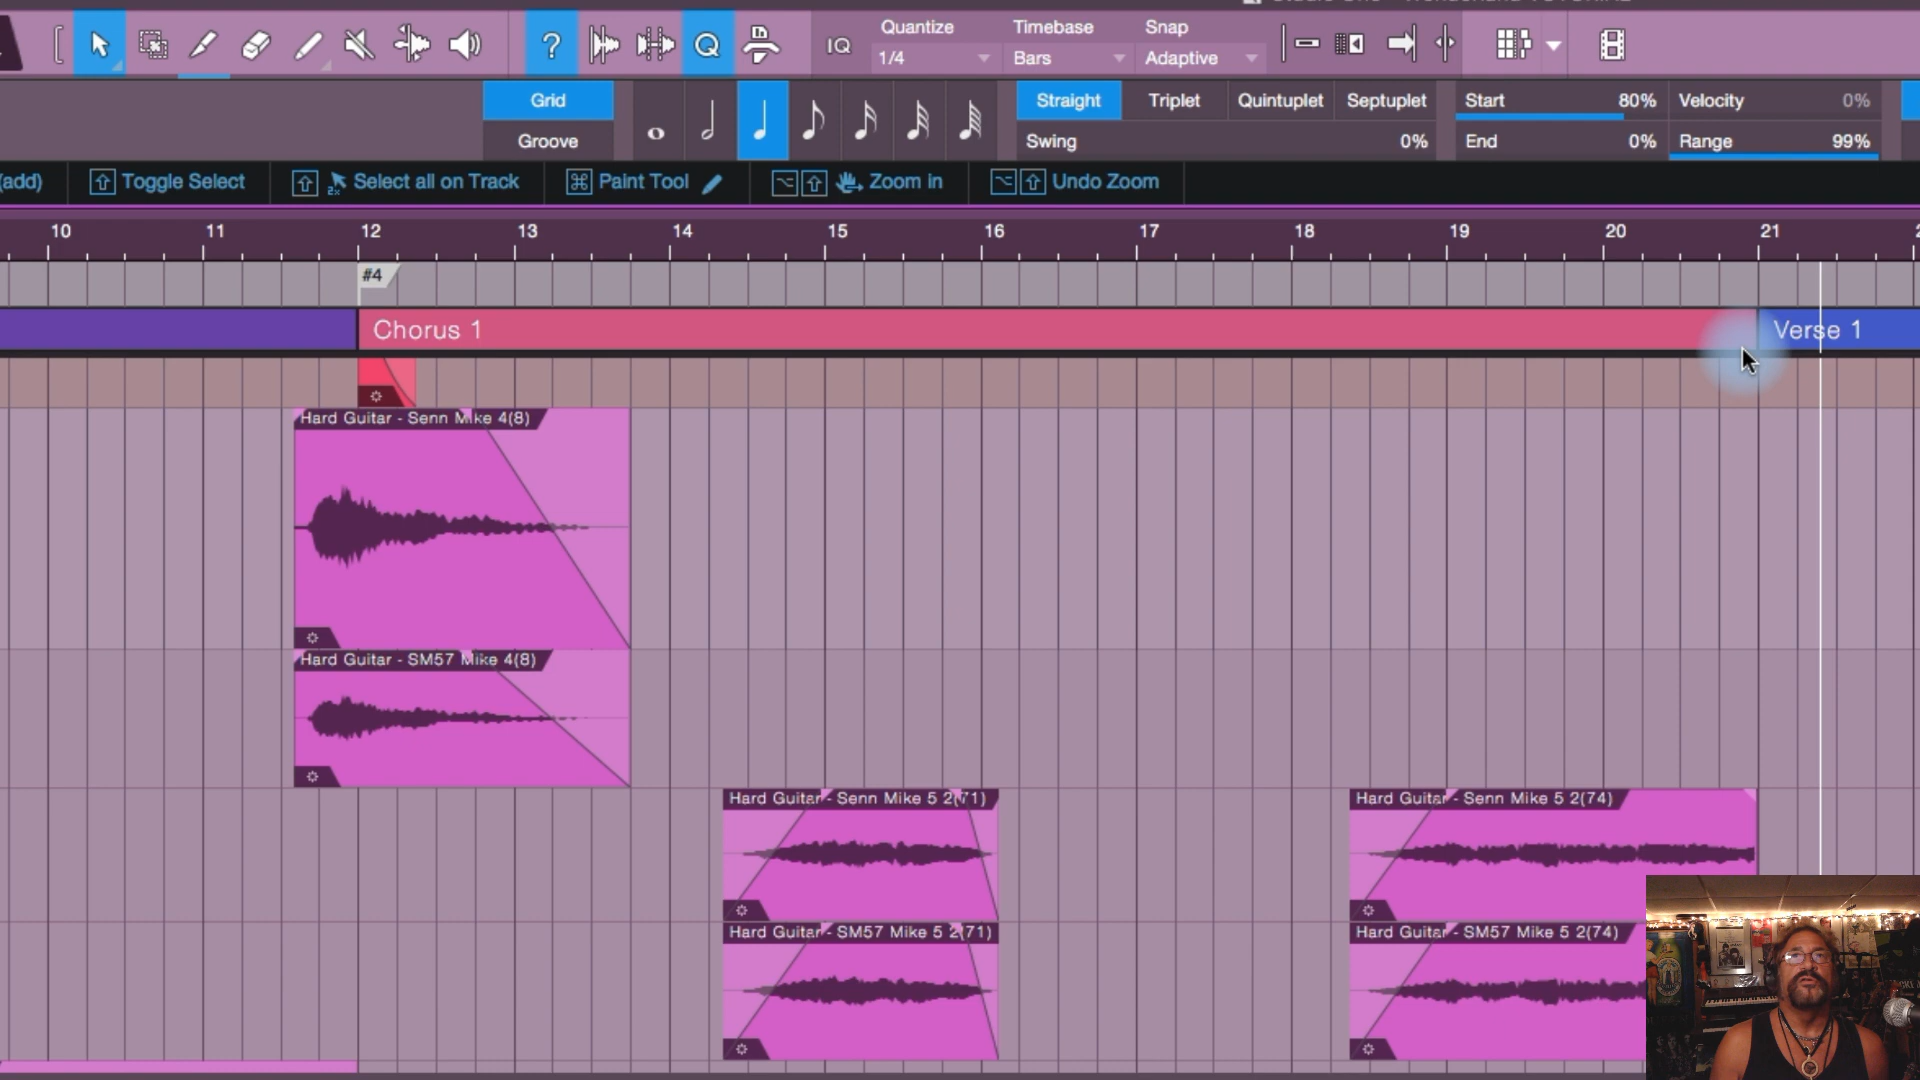 IQ Quantize Timebase Snap
1/4 Bars Adaptive
Grid Straight Triplet Quintuplet Septuplet Start 80% Velocity 0%
Groove Swing 0% End 0% Range 99%
(add) Toggle Select Select all on Track Paint Tool Zoom in Undo Zoom
10 11 12 13 14 15 16 17 18 19 20 21
#4
Chorus 1 Verse 1
Hard Guitar - Senn Mike 4(8)
Hard Guitar - SM57 Mike 4(8)
Hard Guitar - Senn Mike 5 2(71) Hard Guitar - Senn Mike 5 2(74)
Hard Guitar - SM57 Mike 5 2(71) Hard Guitar - SM57 Mike 5 2(74)